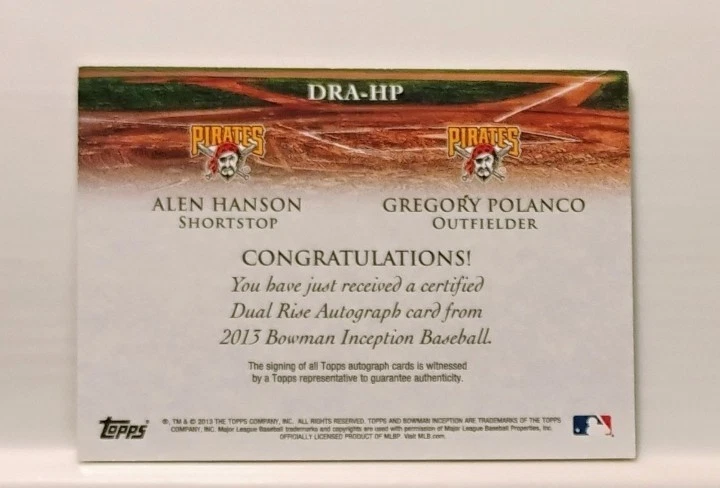 DRA-HP
PIRATES PIRATES
ALEN HANSON GREGORY POLANCO
SHORTSTOP OUTFIELDER
CONGRATULATIONS!
You have just received a certified
Dual Rise Autograph card from
2013 Bowman Inception Baseball.
The signing of all Topps autograph cards is witnessed
by a Topps representative to guarantee authenticity.
Topps
®, TM & © 2013 THE TOPPS COMPANY, INC. ALL RIGHTS RESERVED. TOPPS AND BOWMAN INCEPTION ARE TRADEMARKS OF THE TOPPS
COMPANY, INC. Major League Baseball trademarks and copyrights are used with permission of Major League Baseball Properties, Inc.
OFFICIALLY LICENSED PRODUCT OF MLBP Visit MLB.com.